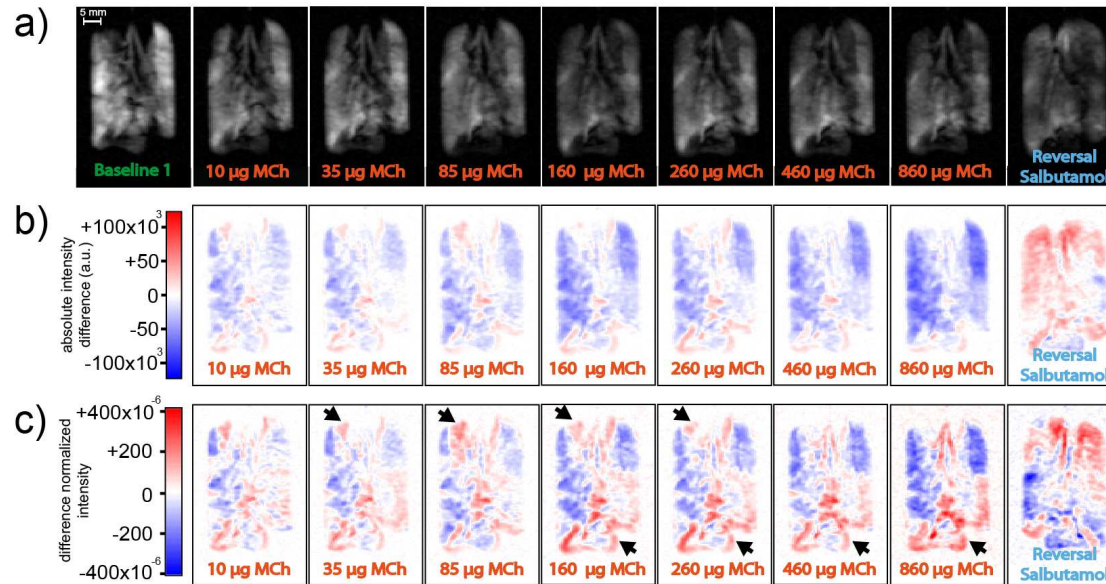 a)
5 mm
Baseline 1
10 µg MCh
35 µg MCh
85 µg MCh
160 µg MCh
260 µg MCh
460 µg MCh
860 µg MCh
Reversal
Salbutamol
b)
absolute intensity
difference (a.u.)
+100x10³
+50
0
-50
-100x10³
10 µg MCh
35 µg MCh
85 µg MCh
160 µg MCh
260 µg MCh
460 µg MCh
860 µg MCh
Reversal
Salbutamol
c)
difference normalized
intensity
+400x10⁻⁶
+200
0
-200
-400x10⁻⁶
10 µg MCh
35 µg MCh
85 µg MCh
160 µg MCh
260 µg MCh
460 µg MCh
860 µg MCh
Reversal
Salbutamol